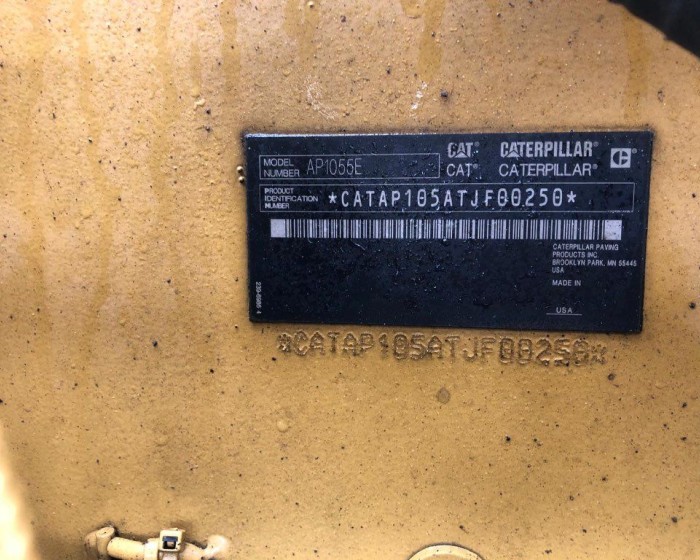 MODEL NUMBER AP1055E
CAT CATERPILLAR C
CAT® CATERPILLAR®
PRODUCT IDENTIFICATION NUMBER *CATAP105ATJF00250*
CATERPILLAR PAVING
PRODUCTS INC.
BROOKLYN PARK, MN 55445
USA
MADE IN
USA
*CATAP105ATJF00250*